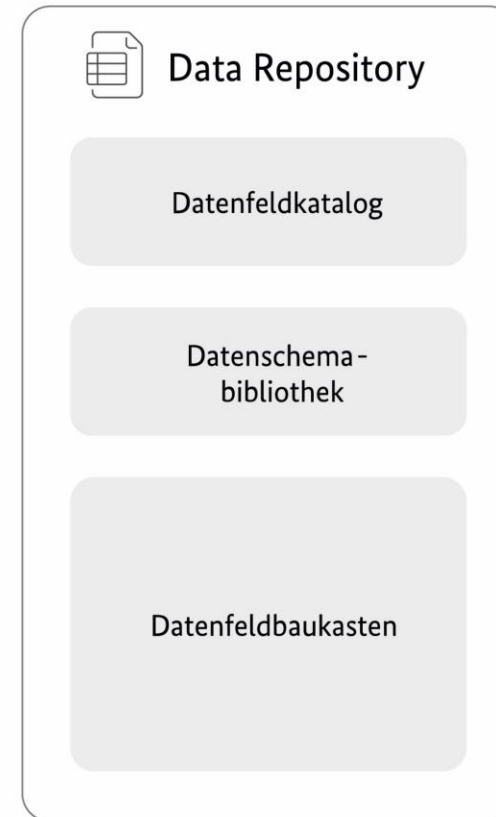 Data Repository
Datenfeldkatalog
Datenschema-
bibliothek
Datenfeldbaukasten